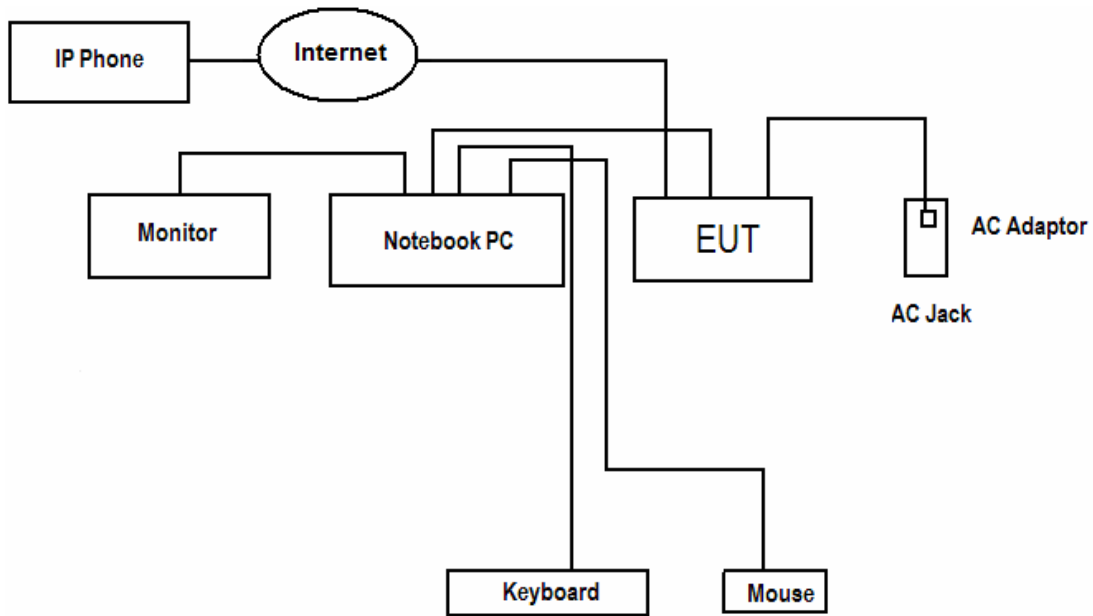 IP Phone
Internet
Monitor
Notebook PC
EUT
AC Adaptor
AC Jack
Keyboard
Mouse